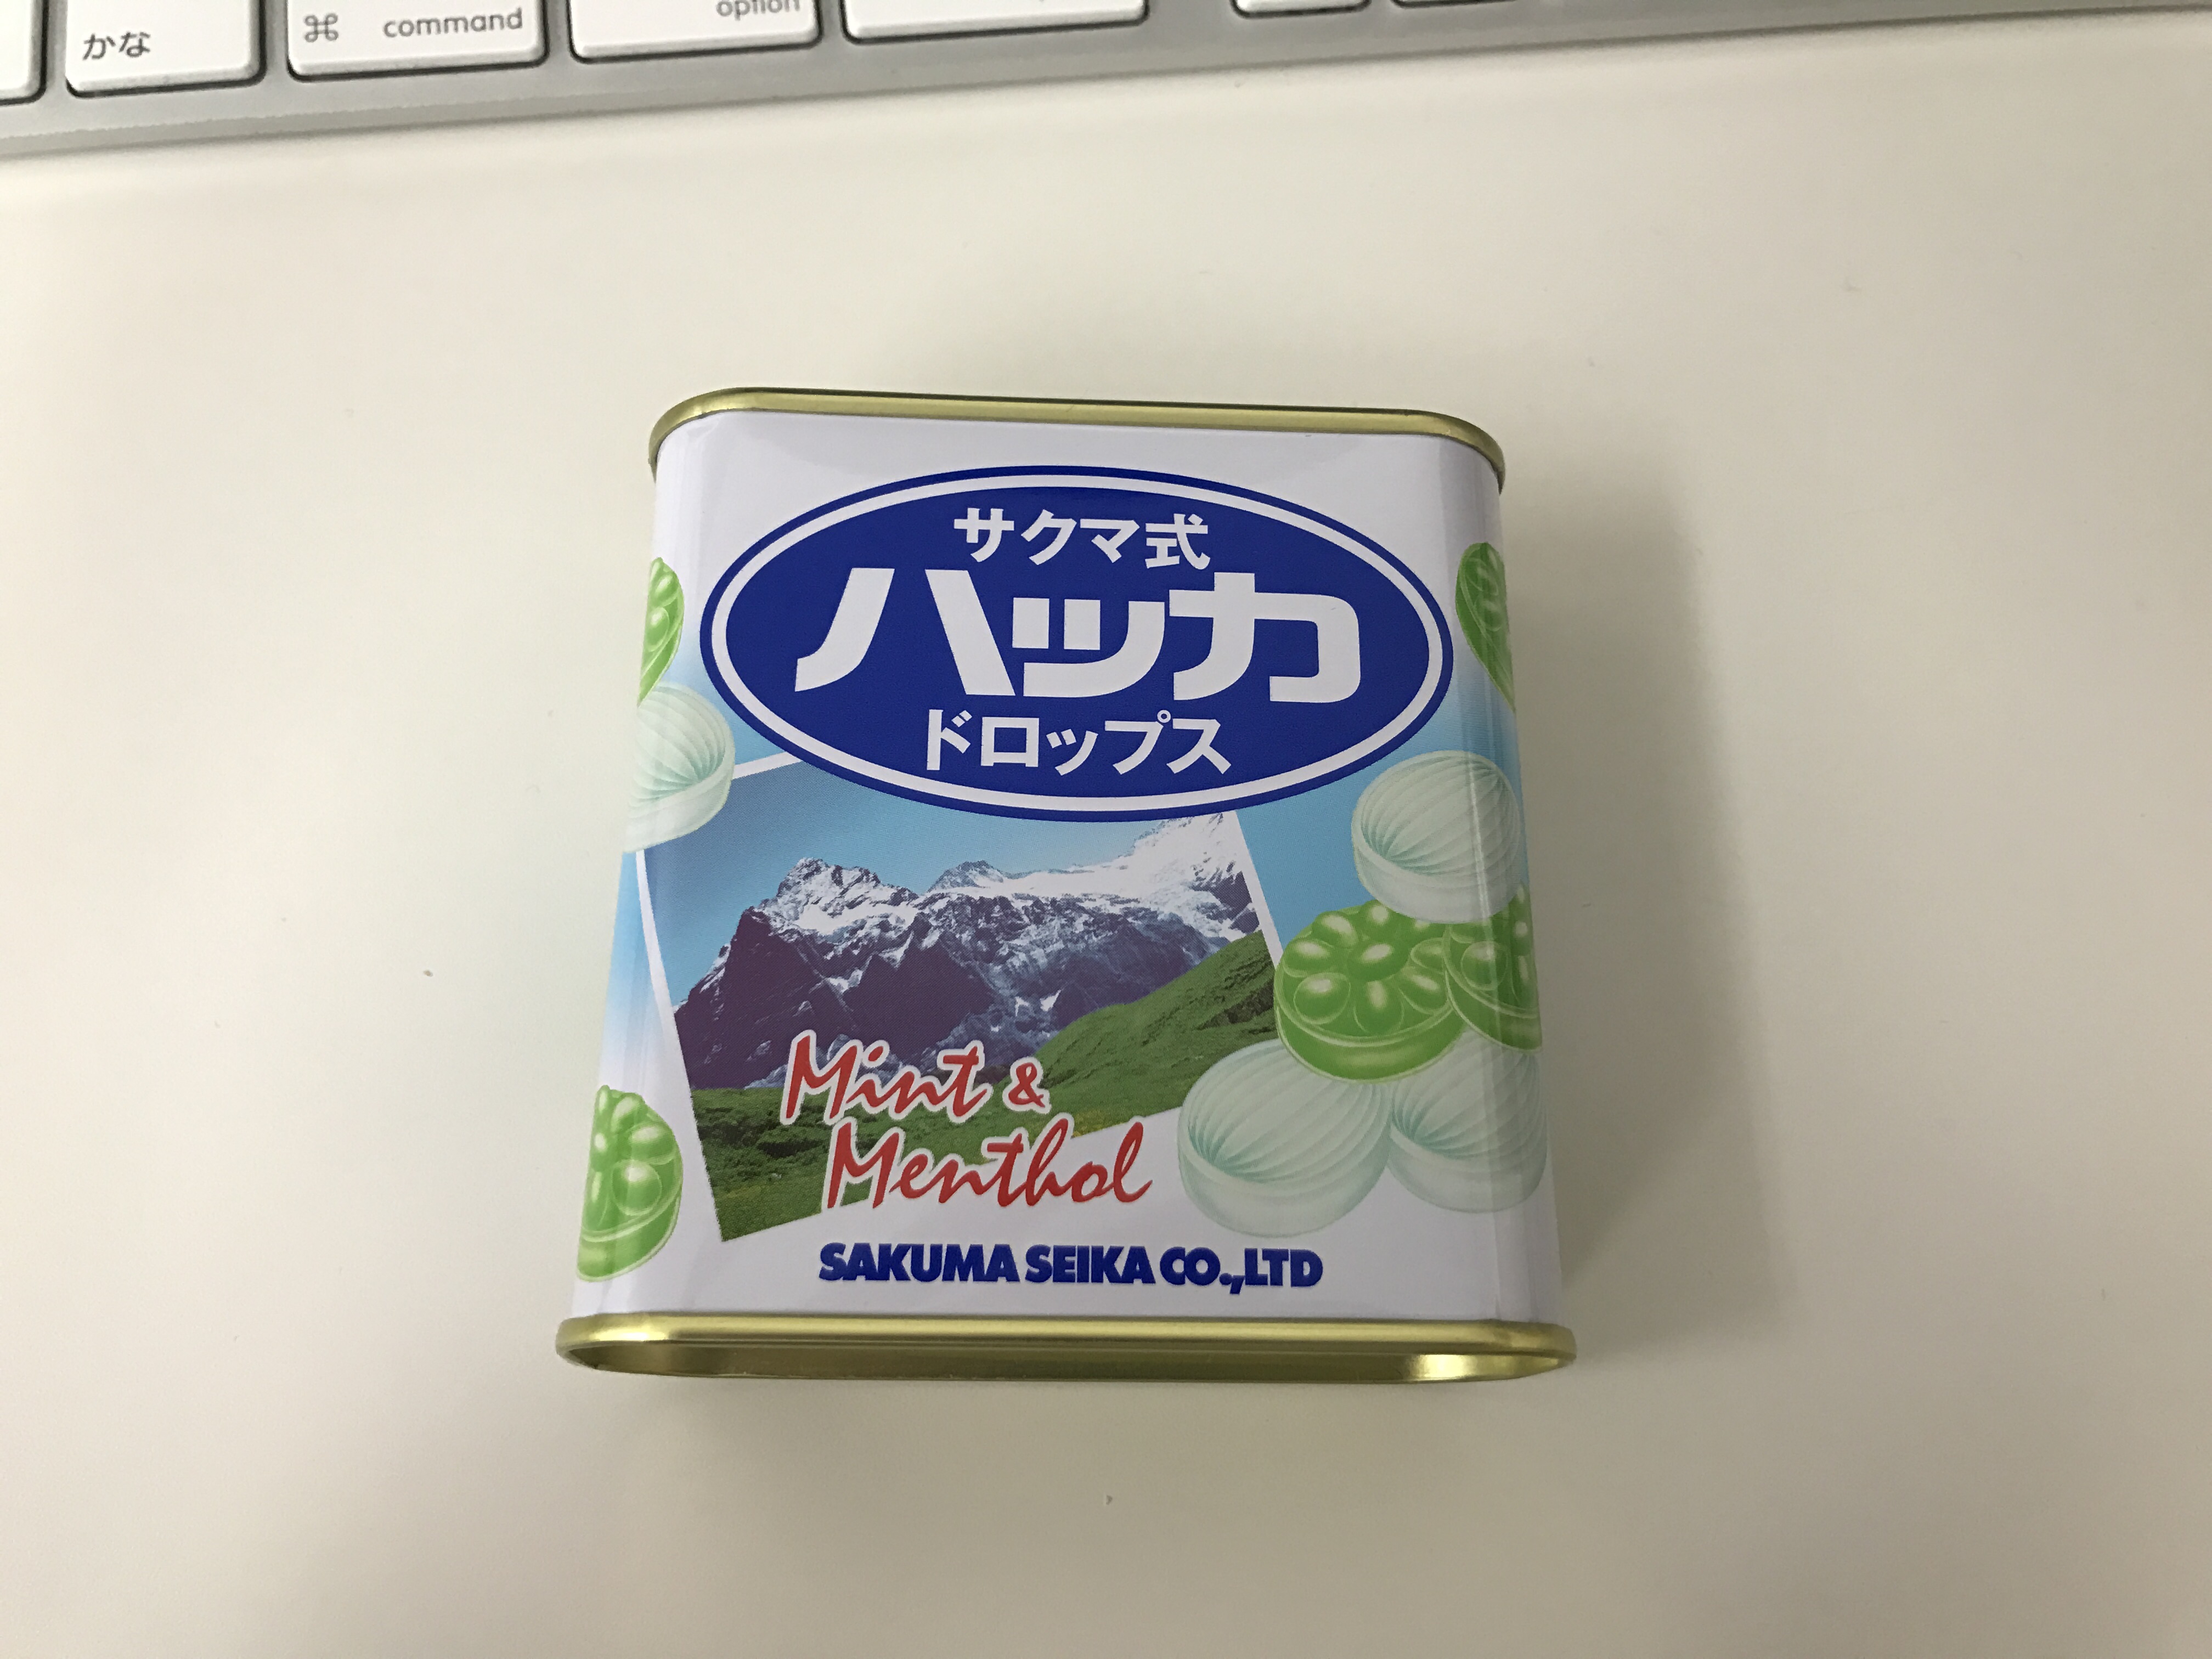 かな
⌘ command
option
サクマ式
ハッカ
ドロップス
Mint &
Menthol
SAKUMA SEIKA CO.,LTD